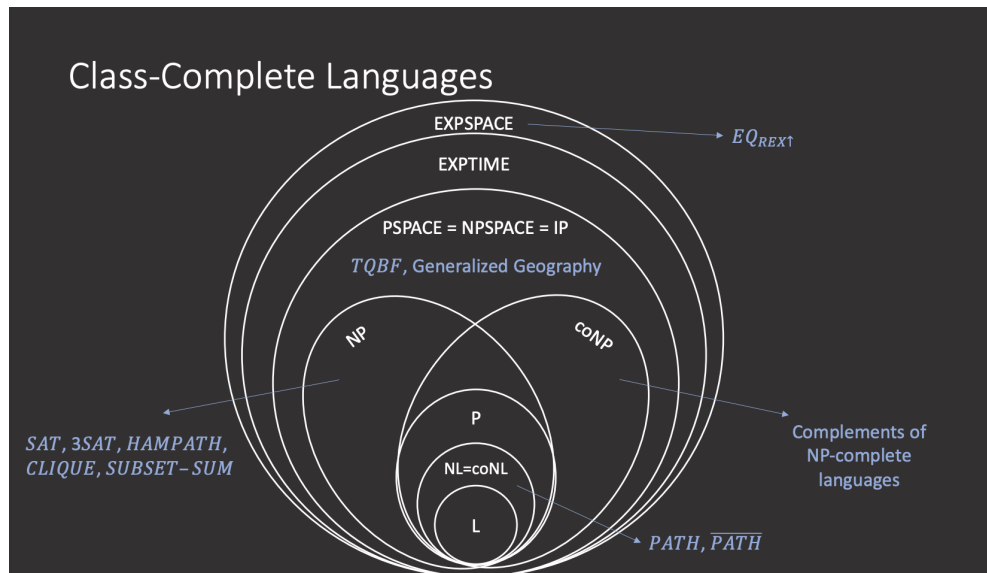 Class-Complete Languages
EXPSPACE
EQ_{REX↑}
EXPTIME
PSPACE = NPSPACE = IP
TQBF, Generalized Geography
NP
coNP
P
SAT, 3SAT, HAMPATH,
CLIQUE, SUBSET−SUM
Complements of
NP-complete
languages
NL=coNL
L
PATH, \overline{PATH}